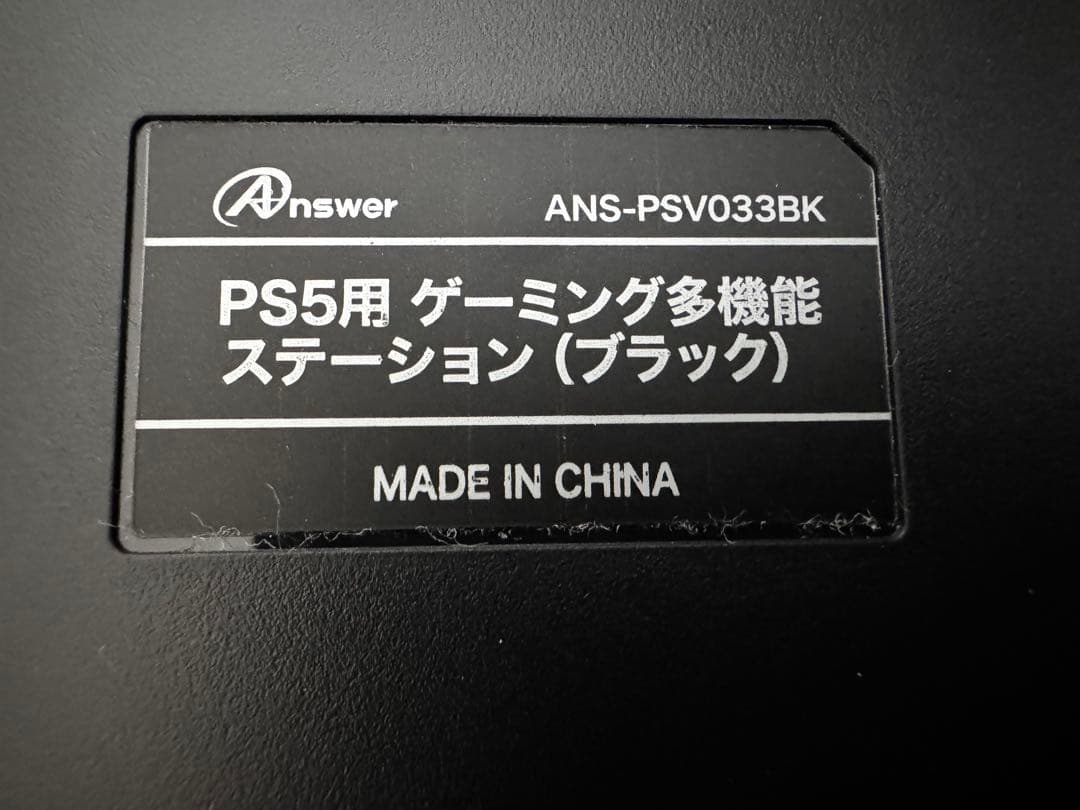 Answer ANS-PSV033BK
PS5用 ゲーミング多機能
ステーション (ブラック)
MADE IN CHINA